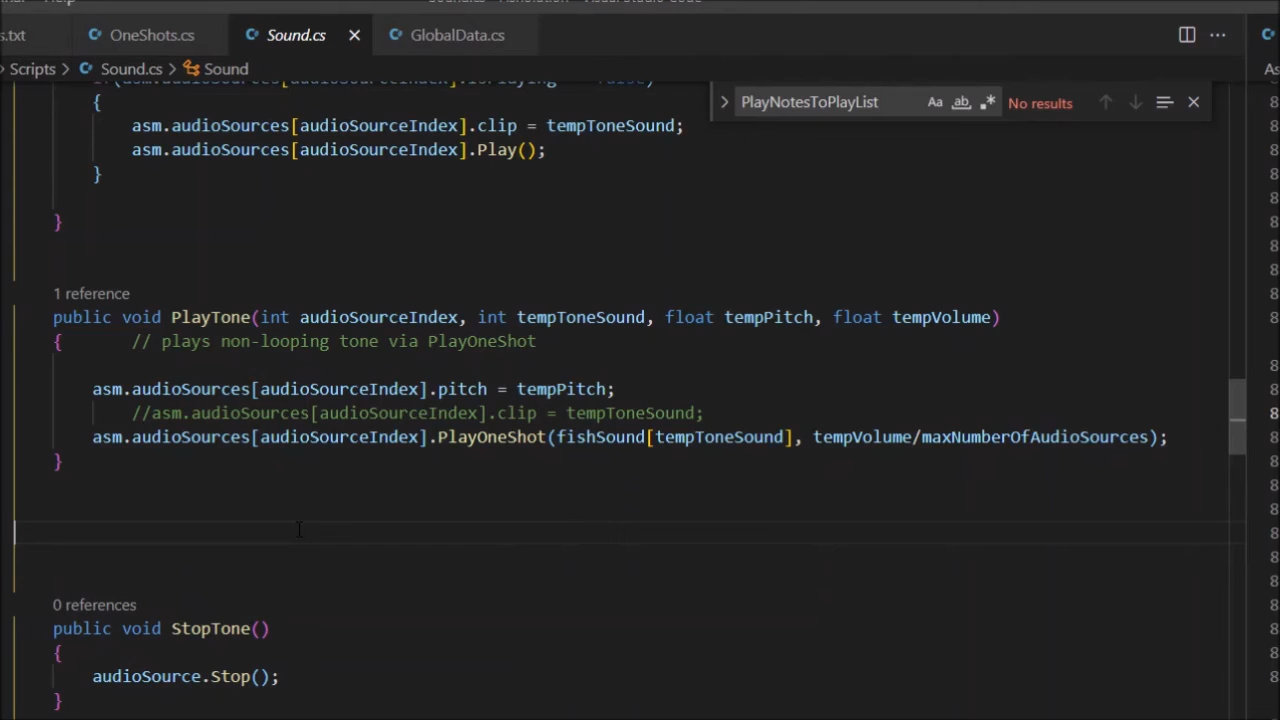 s.txt OneShots.cs Sound.cs GlobalData.cs
Scripts > Sound.cs > Sound
PlayNotesToPlayList Aa ab .* No results
{
asm.audioSources[audioSourceIndex].clip = tempToneSound;
asm.audioSources[audioSourceIndex].Play();
}
}
1 reference
public void PlayTone(int audioSourceIndex, int tempToneSound, float tempPitch, float tempVolume)
{ // plays non-looping tone via PlayOneShot
asm.audioSources[audioSourceIndex].pitch = tempPitch;
//asm.audioSources[audioSourceIndex].clip = tempToneSound;
asm.audioSources[audioSourceIndex].PlayOneShot(fishSound[tempToneSound], tempVolume/maxNumberOfAudioSources);
}
0 references
public void StopTone()
{
audioSource.Stop();
}